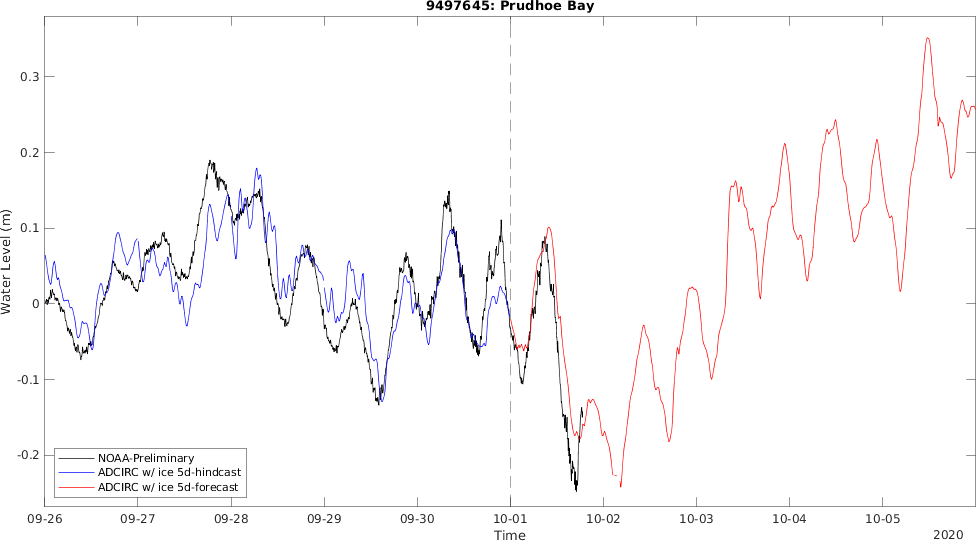 9497645: Prudhoe Bay
Water Level (m)
0.3
0.2
0.1
0
-0.1
-0.2
NOAA-Preliminary
ADCIRC w/ ice 5d-hindcast
ADCIRC w/ ice 5d-forecast
09-26 09-27 09-28 09-29 09-30 10-01 10-02 10-03 10-04 10-05
Time
2020